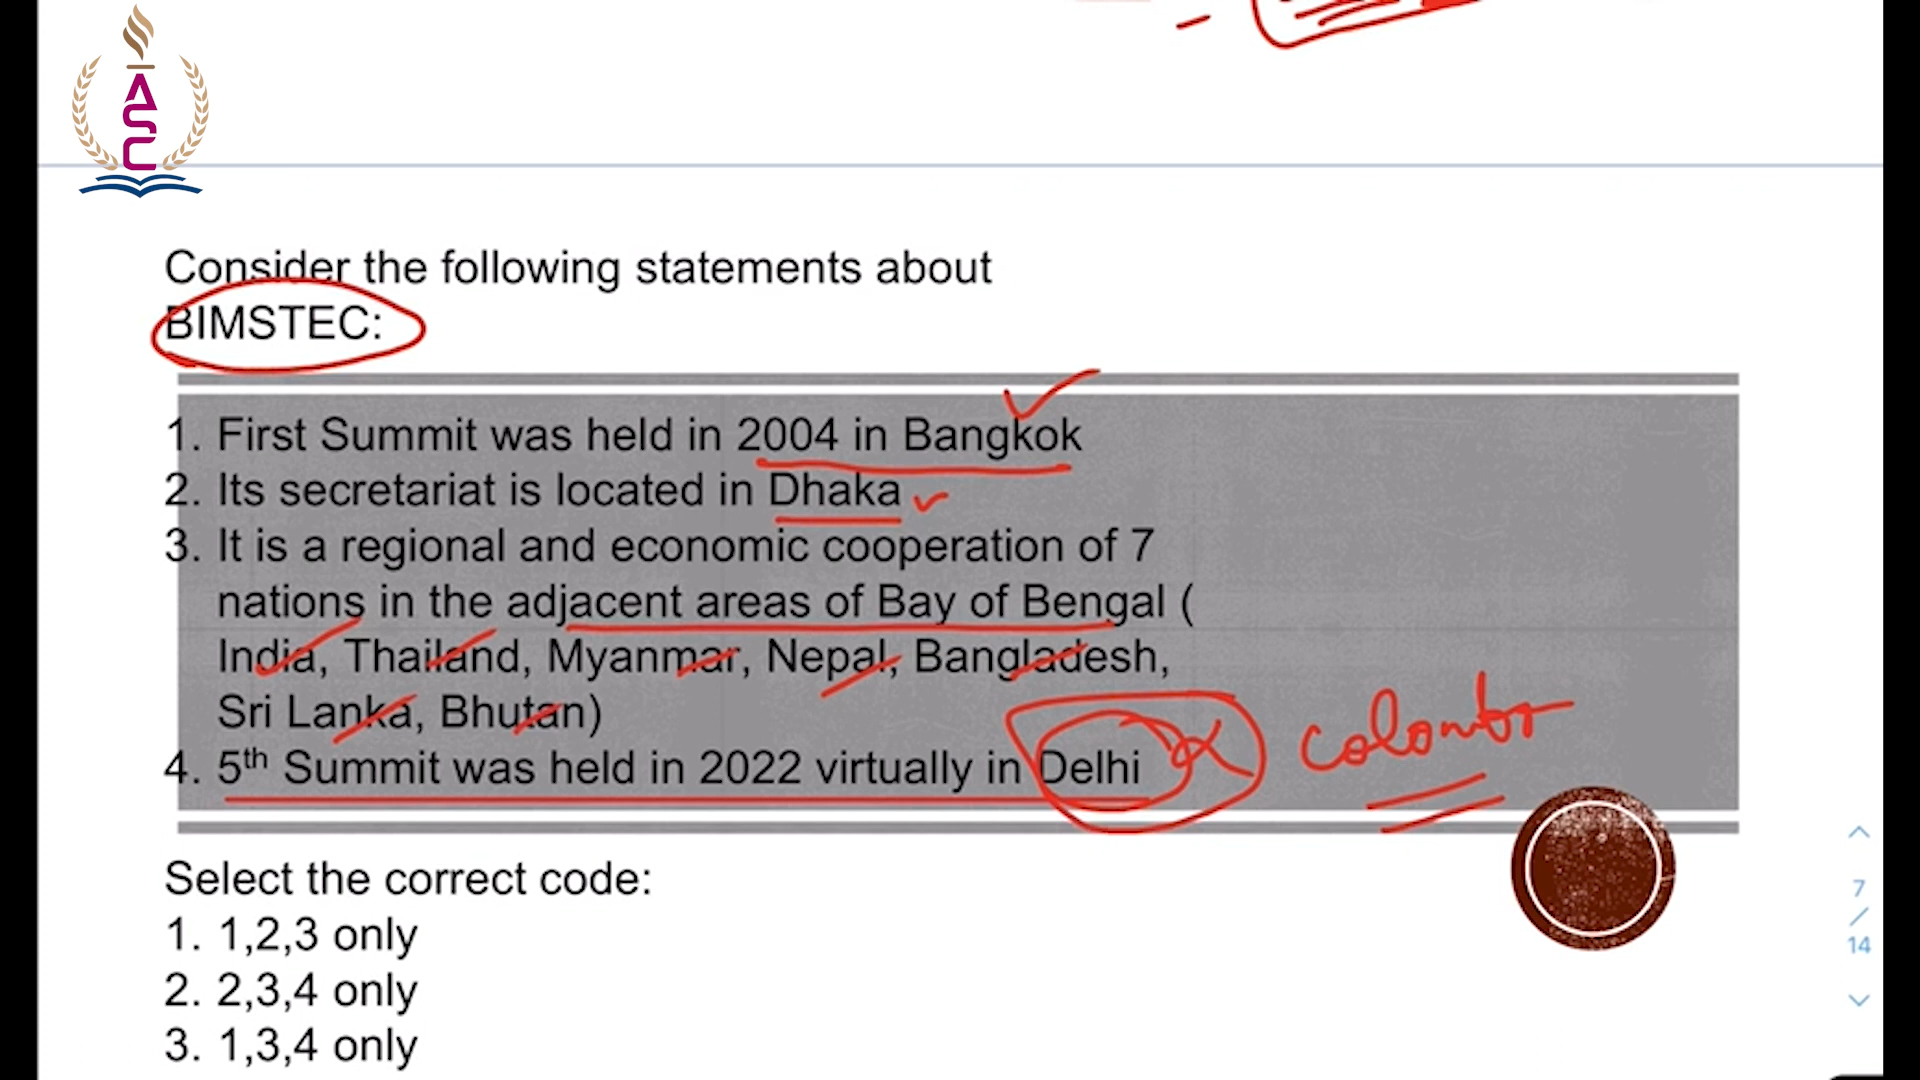 ASC
Consider the following statements about
BIMSTEC:
1. First Summit was held in 2004 in Bangkok
2. Its secretariat is located in Dhaka
3. It is a regional and economic cooperation of 7
nations in the adjacent areas of Bay of Bengal (
India, Thailand, Myanmar, Nepal, Bangladesh,
Sri Lanka, Bhutan)
4. 5th Summit was held in 2022 virtually in Delhi
colombo
Select the correct code:
1. 1,2,3 only
2. 2,3,4 only
3. 1,3,4 only
7
/
14